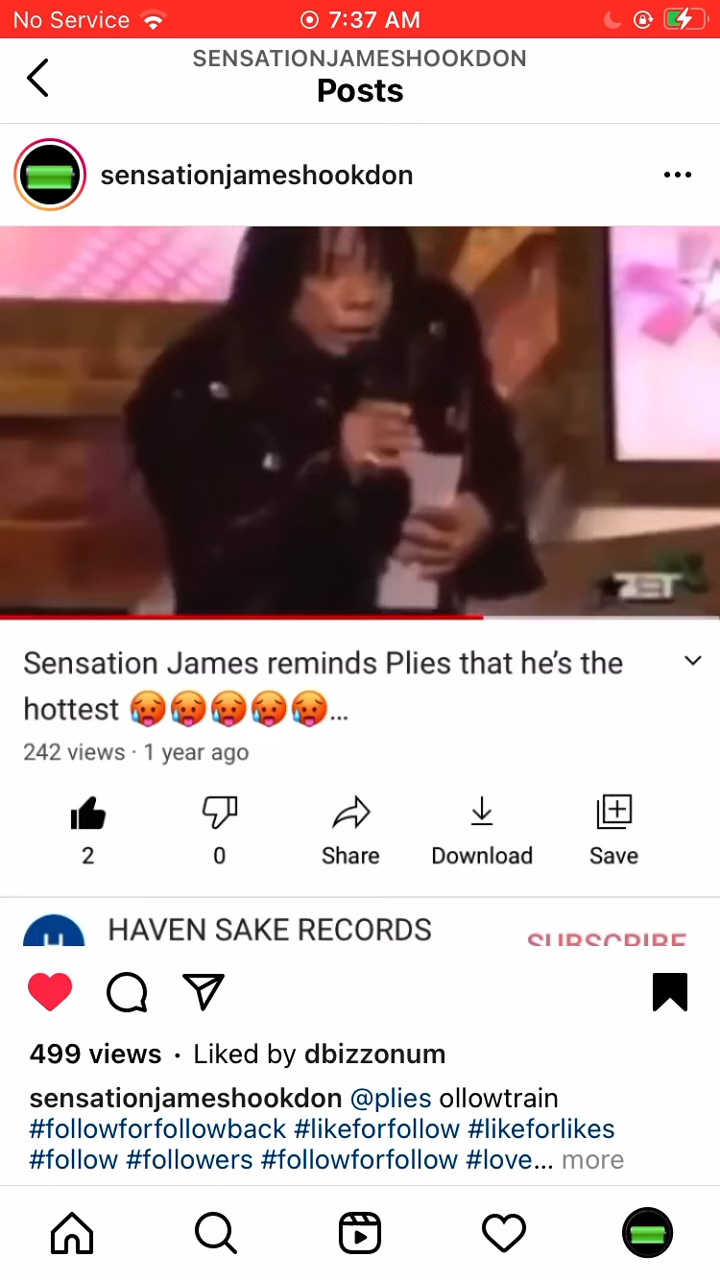 No Service 7:37 AM
SENSATIONJAMESHOOKDON
Posts
sensationjameshookdon
BET
Sensation James reminds Plies that he’s the
hottest 🥵🥵🥵🥵🥵...
242 views · 1 year ago
2 0 Share Download Save
H HAVEN SAKE RECORDS SUBSCRIBE
499 views · Liked by dbizzonum
sensationjameshookdon @plies ollowtrain
#followforfollowback #likeforfollow #likeforlikes
#follow #followers #followforfollow #love... more